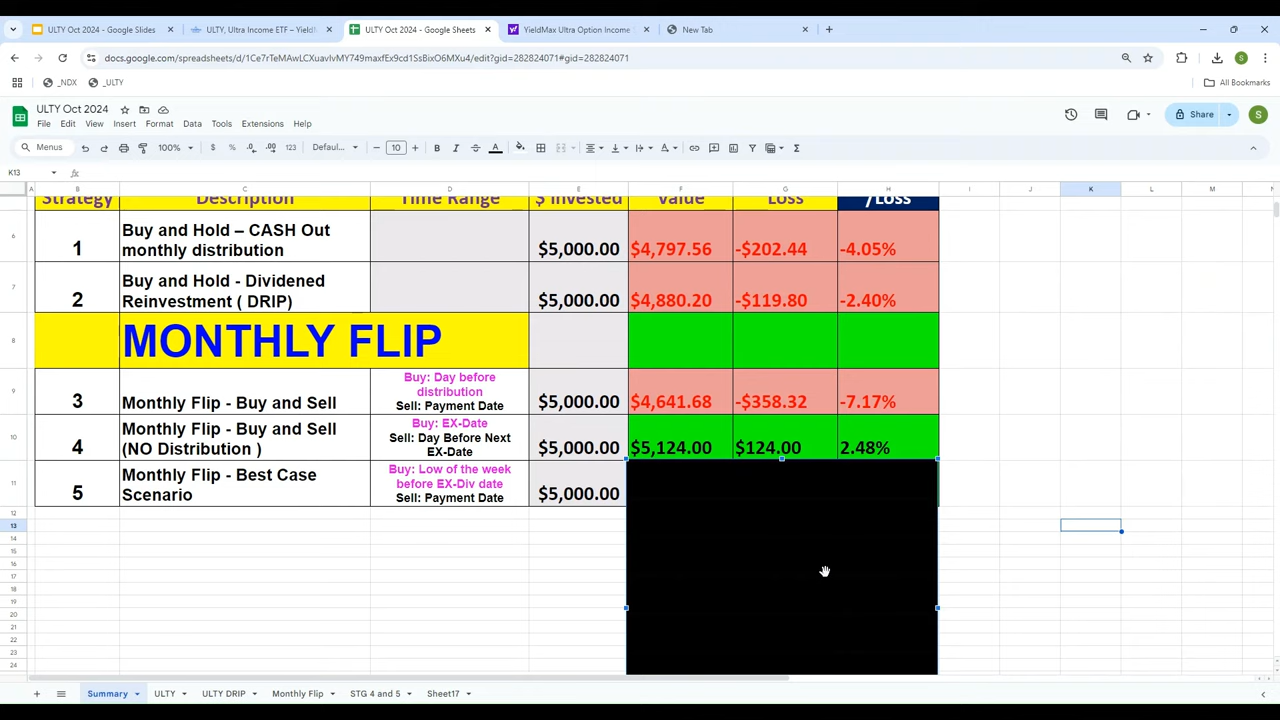 ULTY Oct 2024 - Google Slides
ULTY, Ultra Income ETF – Yield
ULTY Oct 2024 - Google Sheets
YieldMax Ultra Option Income
New Tab
docs.google.com/spreadsheets/d/1Ce7rTeMAwLCXuavIvMY749maxfEx9cd1SsBixO6MXu4/edit?gid=282824071#gid=282824071
_NDX
_ULTY
All Bookmarks
ULTY Oct 2024
File Edit View Insert Format Data Tools Extensions Help
Share
S
Menus
100%
$ % .0 .00 123
Defaul...
10
K13
A B C D E F G H I J K L M N
Strategy Description Time Range $ Invested Value Loss /Loss
6
1
Buy and Hold – CASH Out
monthly distribution
$5,000.00 $4,797.56 -$202.44 -4.05%
7
2
Buy and Hold - Dividened
Reinvestment ( DRIP)
$5,000.00 $4,880.20 -$119.80 -2.40%
8
MONTHLY FLIP
9
3
Monthly Flip - Buy and Sell
Buy: Day before
distribution
Sell: Payment Date
$5,000.00 $4,641.68 -$358.32 -7.17%
10
4
Monthly Flip - Buy and Sell
(NO Distribution )
Buy: EX-Date
Sell: Day Before Next
EX-Date
$5,000.00 $5,124.00 $124.00 2.48%
11
5
Monthly Flip - Best Case
Scenario
Buy: Low of the week
before EX-Div date
Sell: Payment Date
$5,000.00
12
13
14
15
16
17
18
19
20
21
22
23
24
Summary ULTY ULTY DRIP Monthly Flip STG 4 and 5 Sheet17